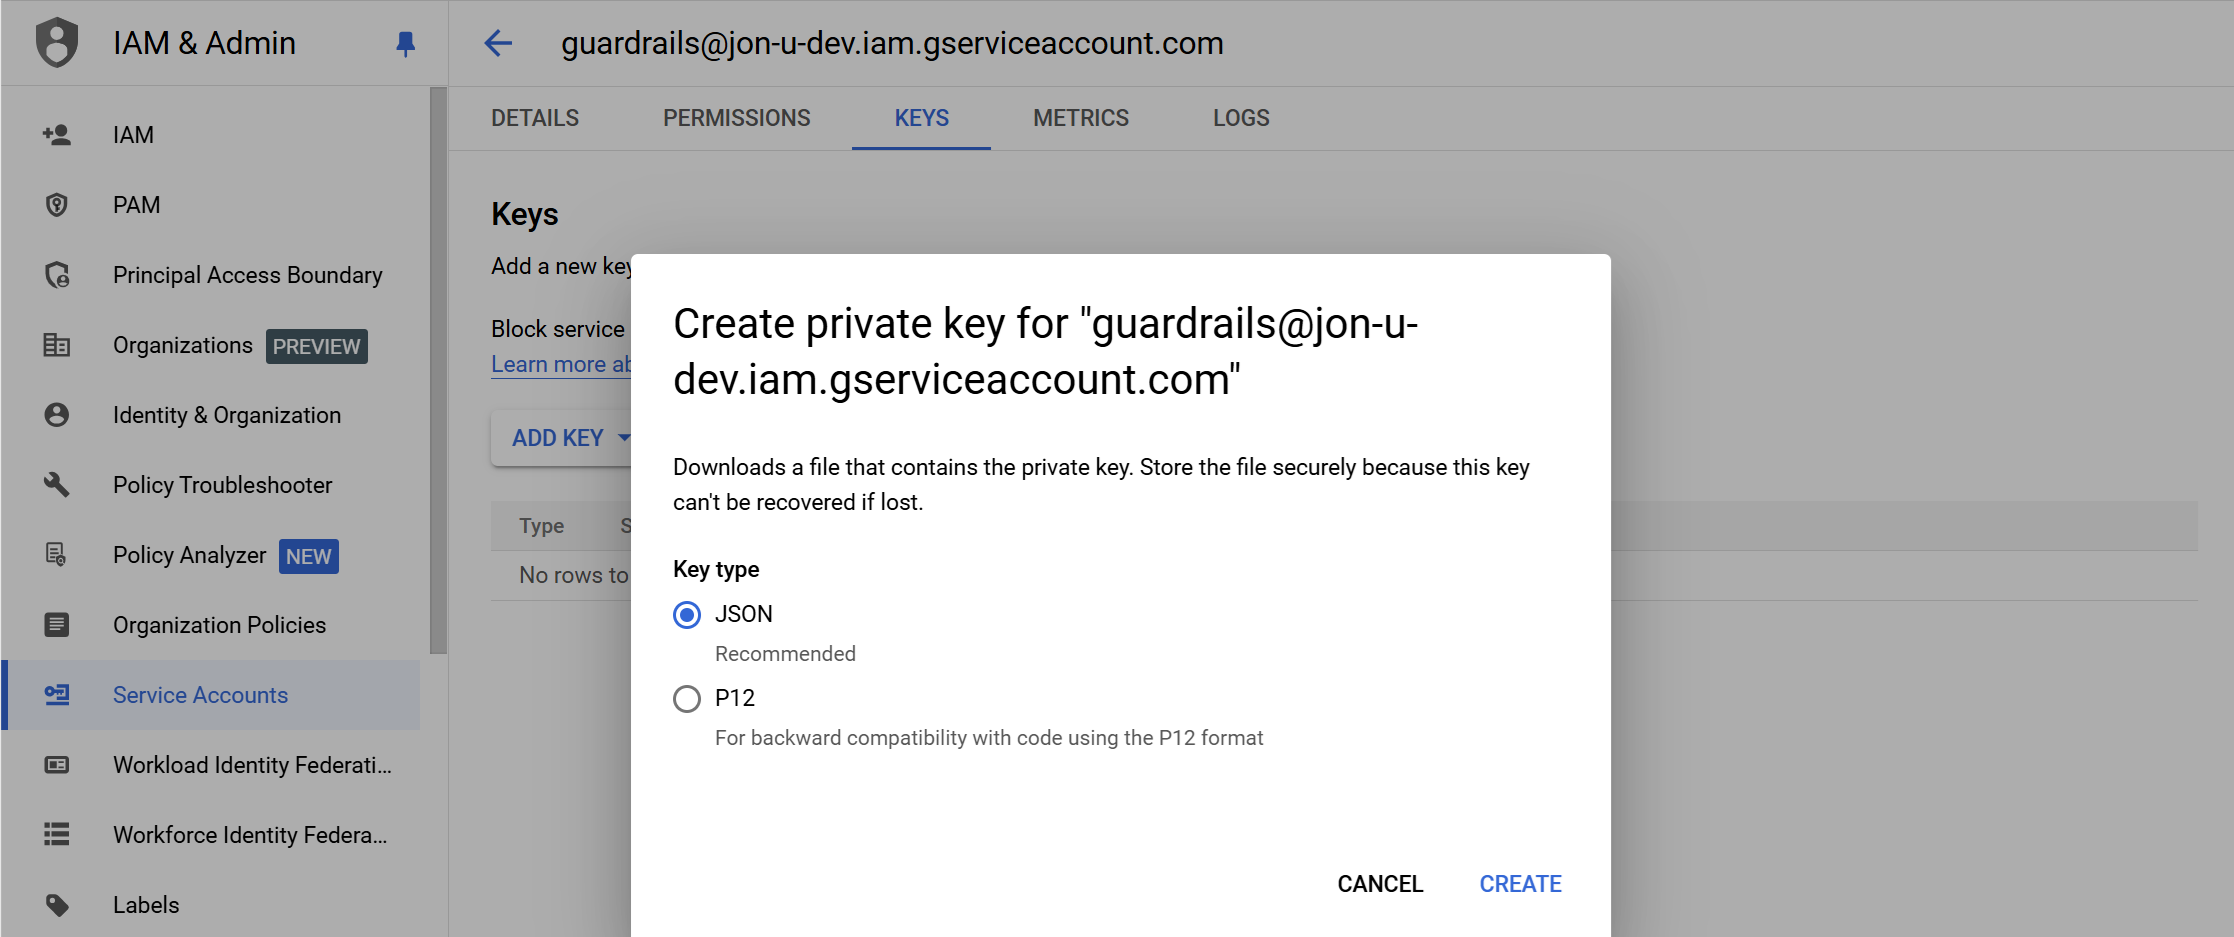 IAM & Admin
guardrails@jon-u-dev.iam.gserviceaccount.com
DETAILS
PERMISSIONS
KEYS
METRICS
LOGS
IAM
PAM
Principal Access Boundary
Organizations PREVIEW
Identity & Organization
Policy Troubleshooter
Policy Analyzer NEW
Organization Policies
Service Accounts
Workload Identity Federati...
Workforce Identity Federa...
Labels
Keys
Add a new key
Block service
Learn more ab
ADD KEY
Type S
No rows to
Create private key for "guardrails@jon-u-
dev.iam.gserviceaccount.com"
Downloads a file that contains the private key. Store the file securely because this key
can't be recovered if lost.
Key type
JSON
Recommended
P12
For backward compatibility with code using the P12 format
CANCEL
CREATE